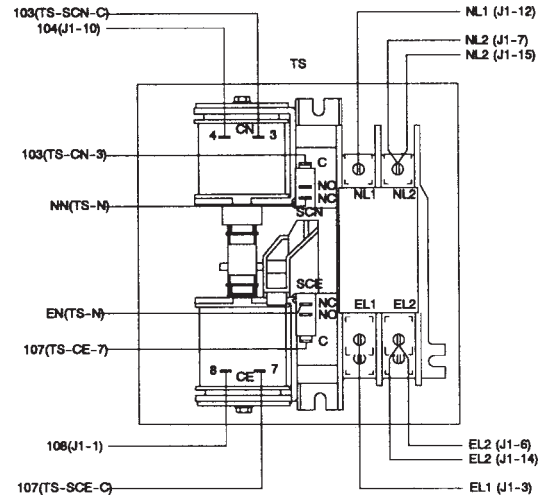 103(TS-SCN-C)
104(J1-10)
NL1 (J1-12)
NL2 (J1-7)
NL2 (J1-15)
TS
4 CN 3
103(TS-CN-3)
C
NO
NC
NL1 NL2
NN(TS-N)
SCN
SCE
NC
NO
EL1 EL2
EN(TS-N)
107(TS-CE-7)
C
8 CE 7
108(J1-1)
EL2 (J1-6)
EL2 (J1-14)
107(TS-SCE-C)
EL1 (J1-3)